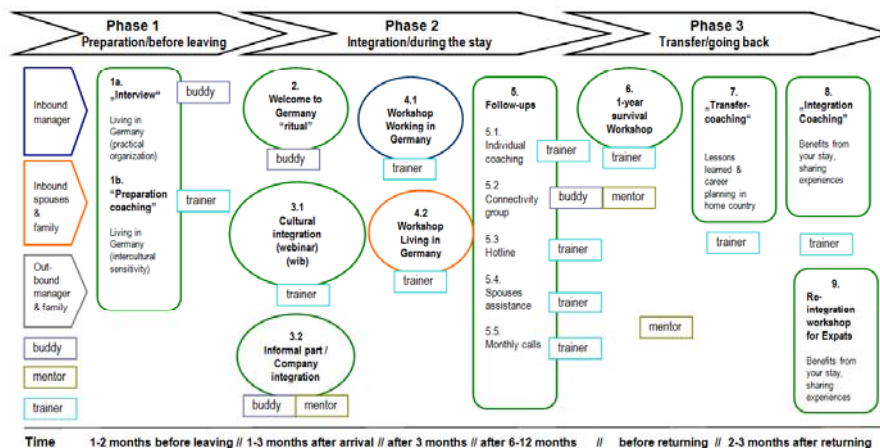 Phase 1
Preparation/before leaving
Phase 2
Integration/during the stay
Phase 3
Transfer/going back
Inbound
manager
Inbound
spouses
&
family
Out-
bound
manager
& family
buddy
mentor
trainer
1a.
„Interview“
Living in
Germany
(practical
organization)
1b.
“Preparation
coaching”
Living in
Germany
(intercultural
sensitivity)
buddy
trainer
2.
Welcome to
Germany
“ritual”
buddy
3.1
Cultural
integration
(webinar)
(wib)
trainer
3.2
Informal part /
Company
integration
buddy
mentor
4.1
Workshop
Working in
Germany
trainer
4.2
Workshop
Living in
Germany
trainer
5.
Follow-ups
5.1.
Individual
coaching
trainer
5.2
Connectivity
group
buddy
mentor
5.3
Hotline
trainer
5.4.
Spouses
assistance
trainer
5.5.
Monthly calls
trainer
6.
1-year
survival
Workshop
trainer
mentor
7.
„Transfer-
coaching”
Lessons
learned &
career
planning in
home country
trainer
8.
„Integration
Coaching”
Benefits from
your stay,
sharing
experiences
trainer
9.
Re-
integration
workshop
for Expats
Benefits from
your stay,
sharing
experiences
Time 1-2 months before leaving // 1-3 months after arrival // after 3 months // after 6-12 months // before returning // 2-3 months after returning